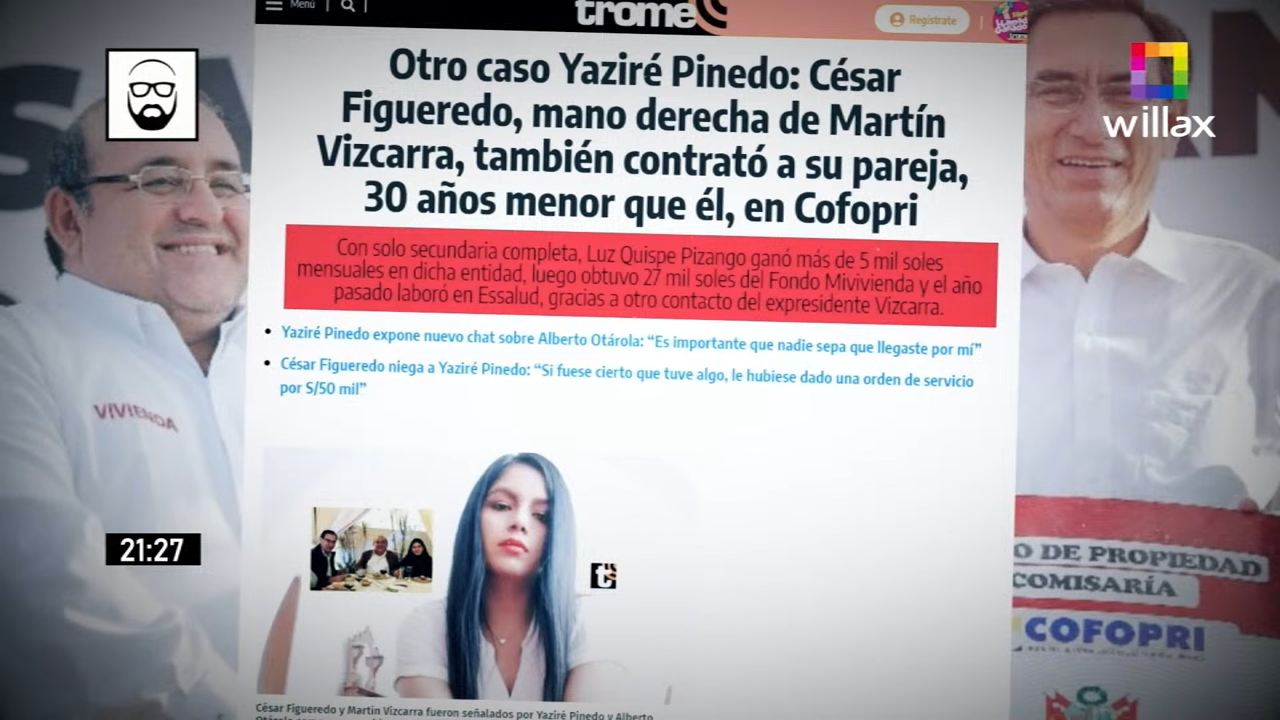 Menú
trome
Regístrate
willax
Otro caso Yaziré Pinedo: César
Figueredo, mano derecha de Martín
Vizcarra, también contrató a su pareja,
30 años menor que él, en Cofopri
Con solo secundaria completa, Luz Quispe Pizango ganó más de 5 mil soles
mensuales en dicha entidad, luego obtuvo 27 mil soles del Fondo Mivivienda y el año
pasado laboró en Essalud, gracias a otro contacto del expresidente Vizcarra.
Yaziré Pinedo expone nuevo chat sobre Alberto Otárola: “Es importante que nadie sepa que llegaste por mí”
César Figueredo niega a Yaziré Pinedo: “Si fuese cierto que tuve algo, le hubiese dado una orden de servicio
por S/50 mil”
VIVIENDA
21:27
t
O DE PROPIEDAD
COMISARÍA
COFOPRI
César Figueredo y Martin Vizcarra fueron señalados por Yaziré Pinedo y Alberto